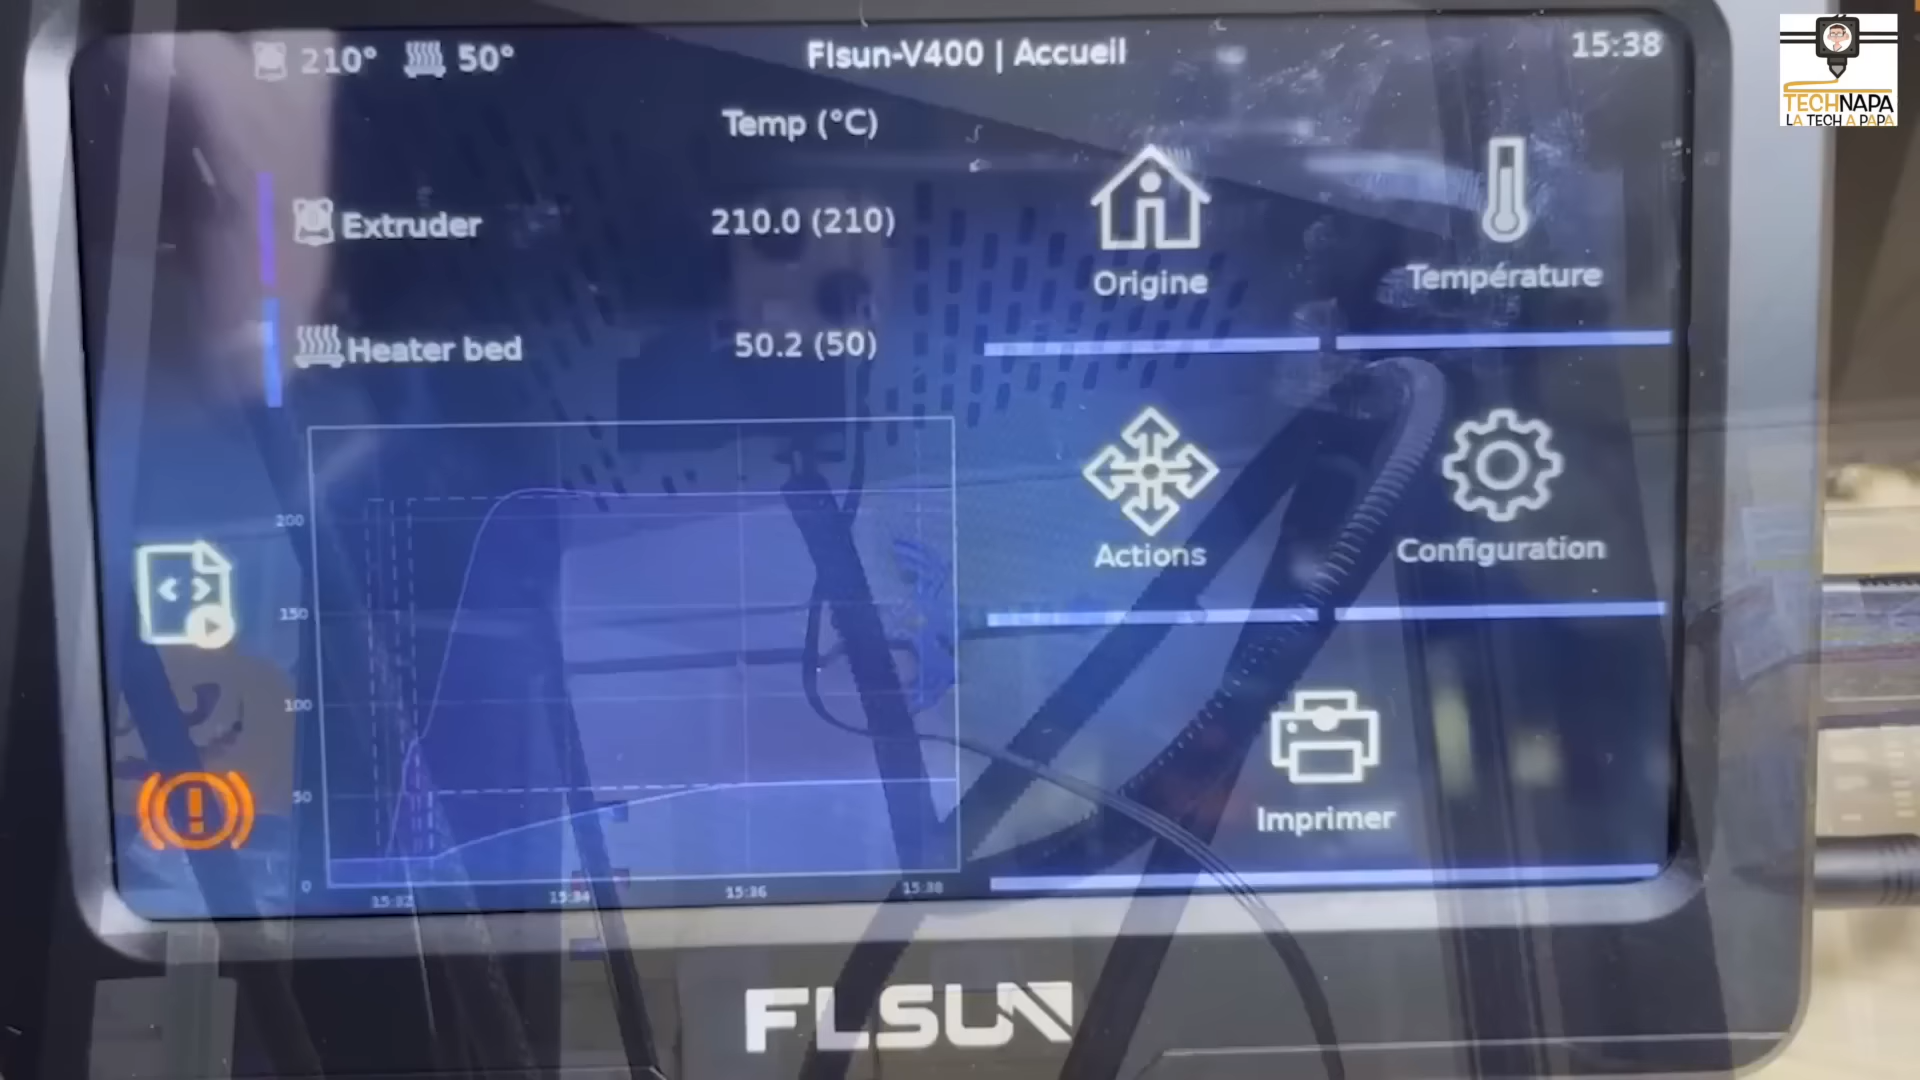 210° 50° Flsun-V400 | Accueil 15:38
TECHNAPA
LA TECH A PAPA
Temp (°C)
Extruder 210.0 (210)
Heater bed 50.2 (50)
Origine
Température
Actions
Configuration
Imprimer
200
150
100
50
0
15:32 15:34 15:36 15:38
FLSUN